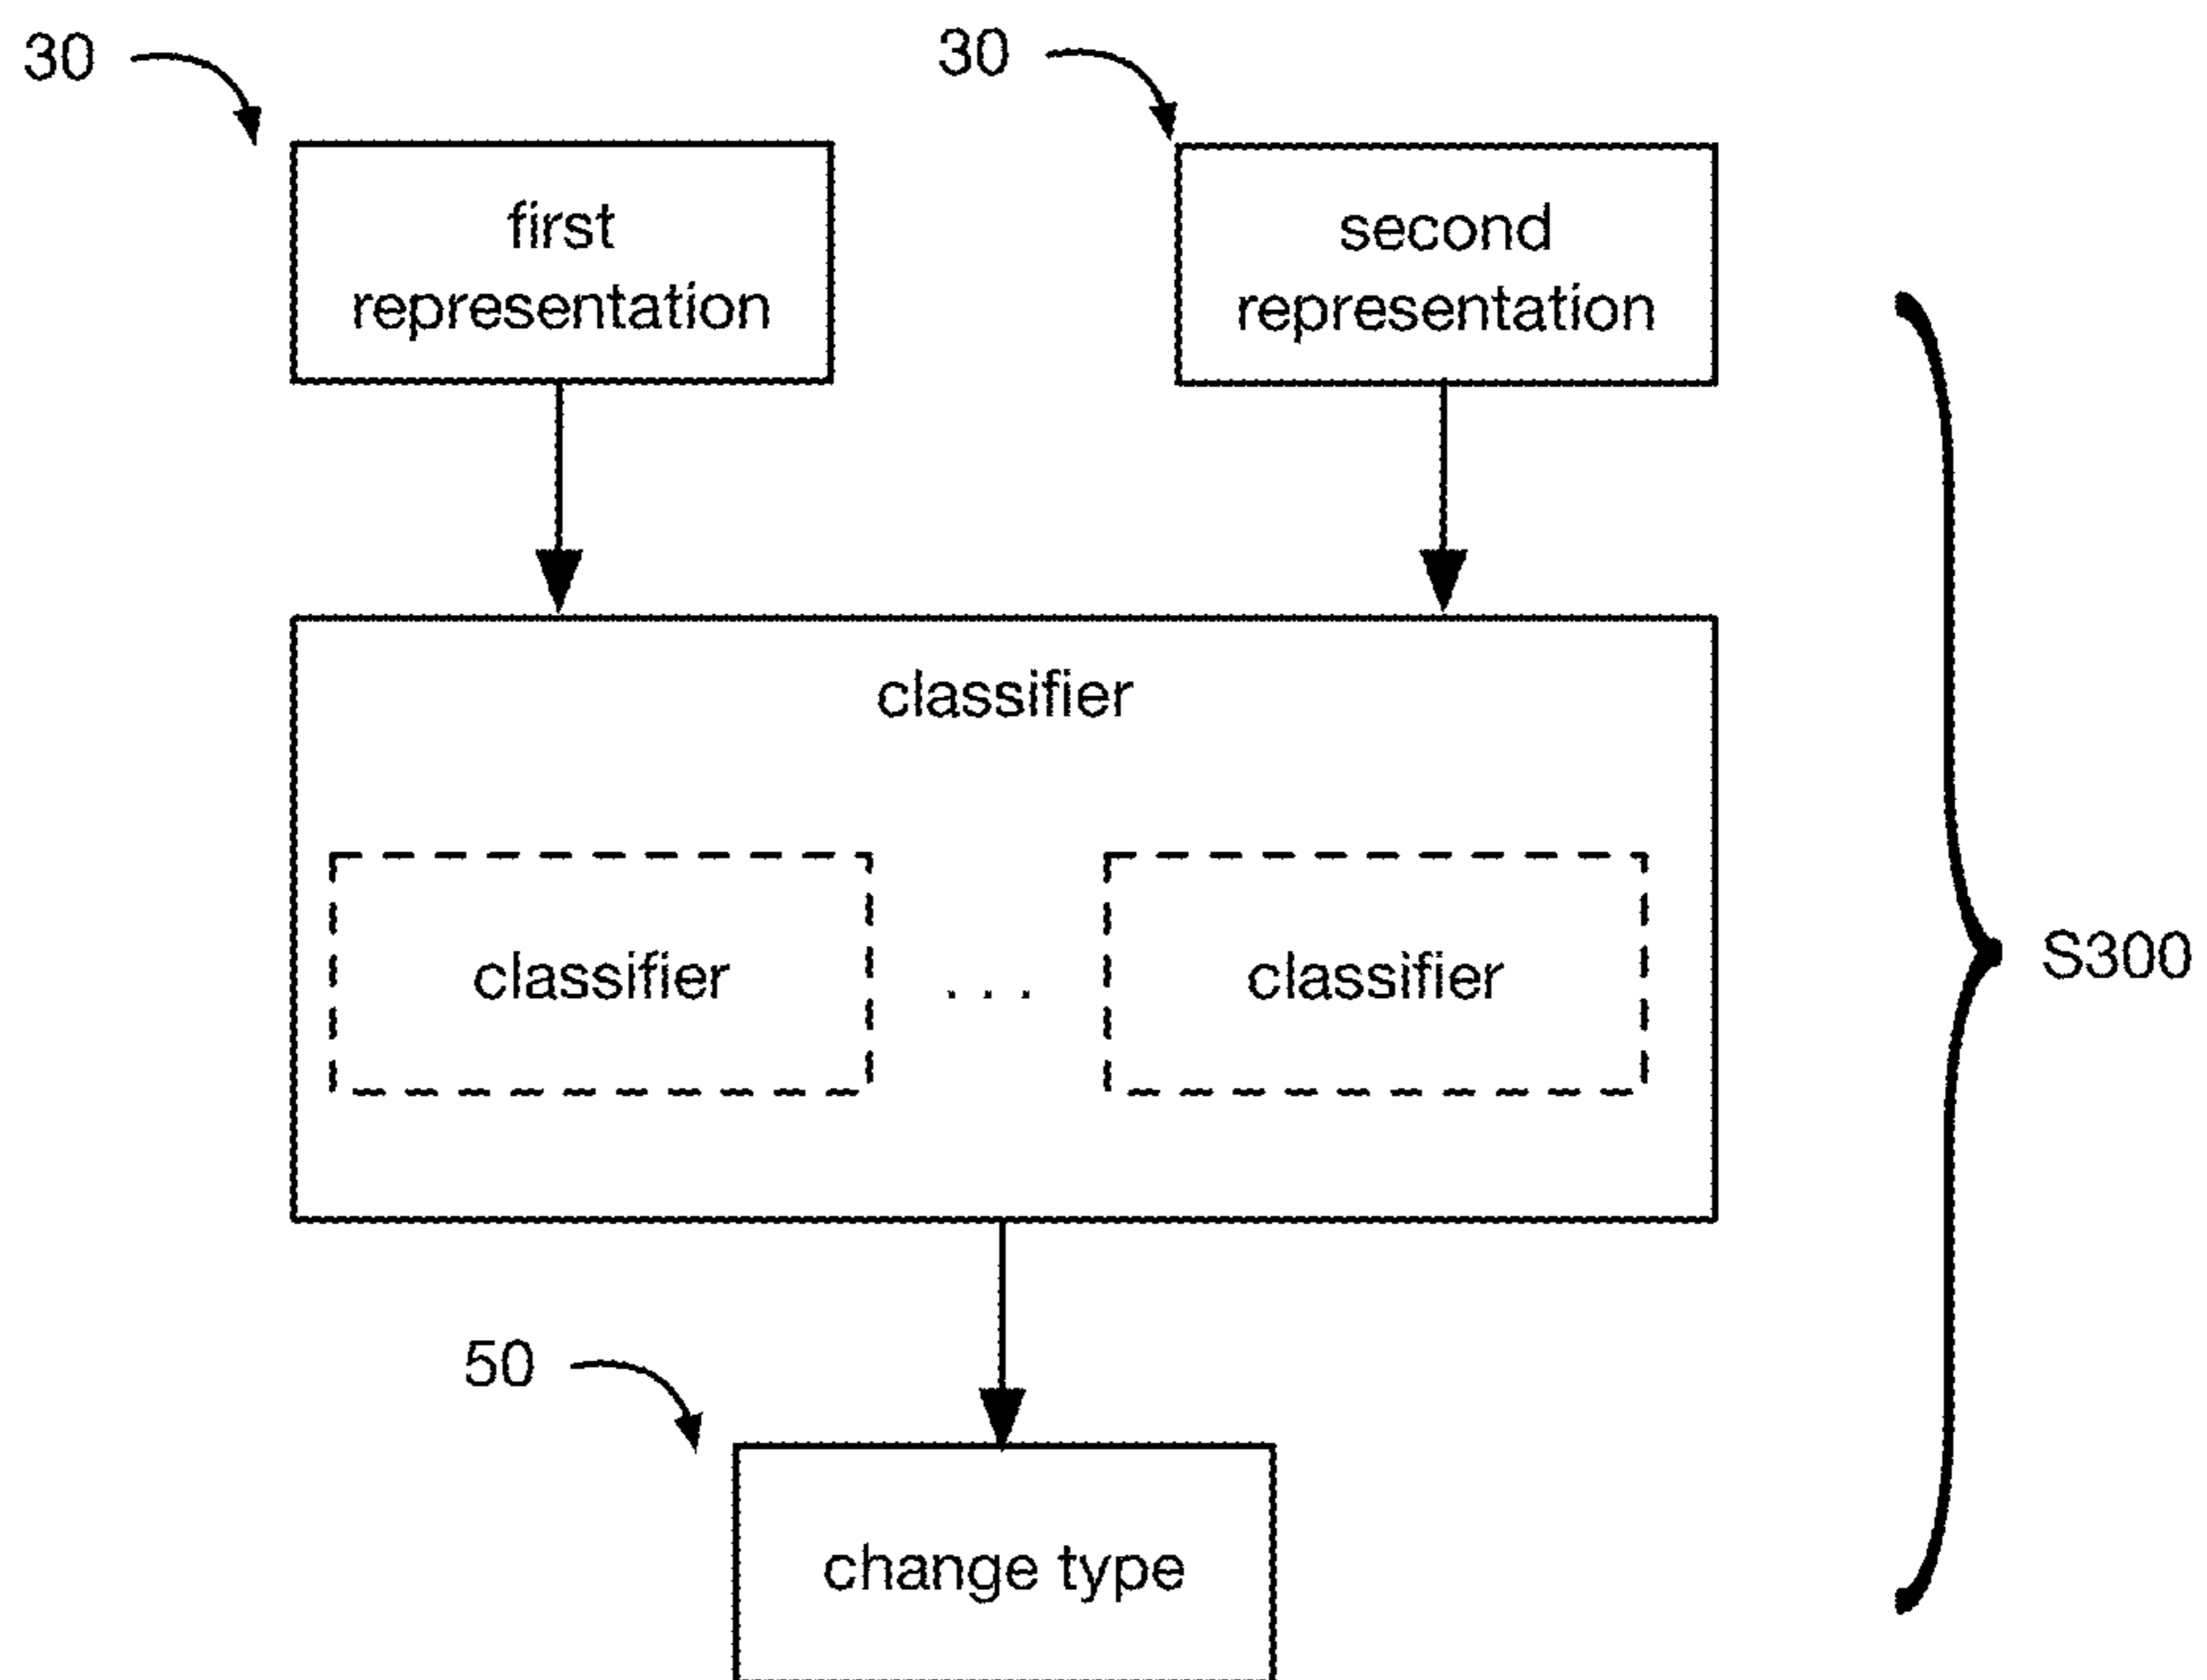 30
30
first
representation
second
representation
classifier
classifier
...
classifier
S300
50
change type